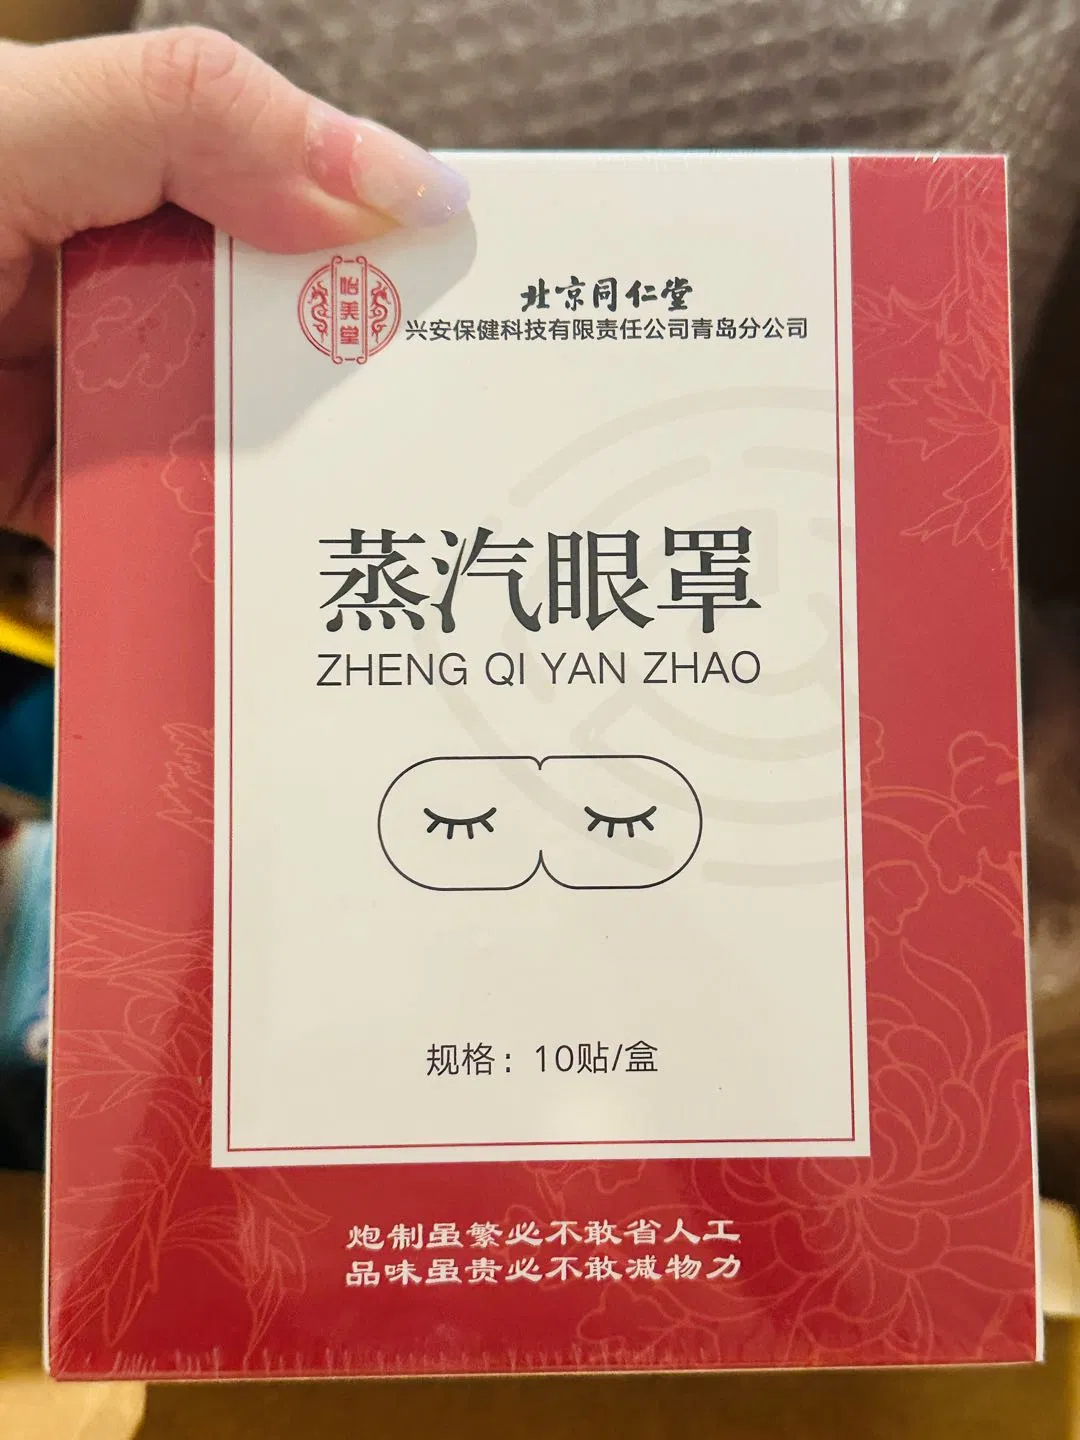 怡美堂
北京同仁堂
兴安保健科技有限责任公司青岛分公司
蒸汽眼罩
ZHENG QI YAN ZHAO
规格：10贴/盒
炮制虽繁必不敢省人工
品味虽贵必不敢减物力